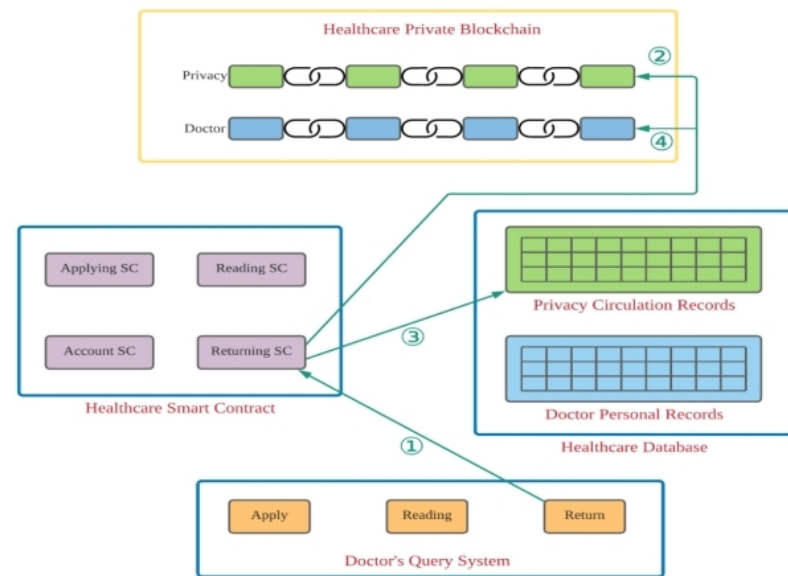 Healthcare Private Blockchain
②
Privacy
Doctor
④
Applying SC
Reading SC
Privacy Circulation Records
Account SC
Returning SC
③
Healthcare Smart Contract
Doctor Personal Records
Healthcare Database
①
Apply
Reading
Return
Doctor's Query System